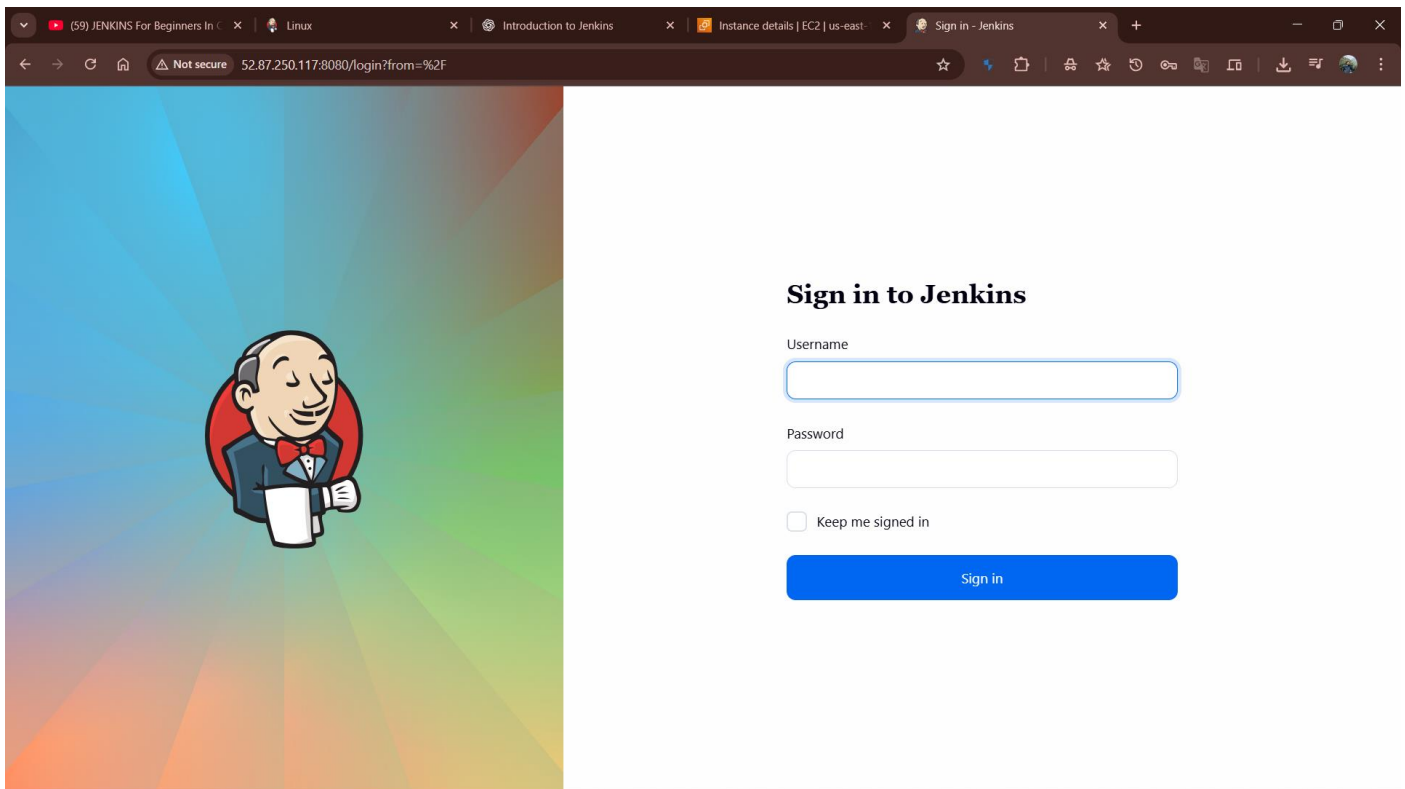 (59) JENKINS For Beginners In
Linux
Introduction to Jenkins
Instance details | EC2 | us-east-
Sign in - Jenkins
Not secure
52.87.250.117:8080/login?from=%2F
Sign in to Jenkins
Username
Password
Keep me signed in
Sign in